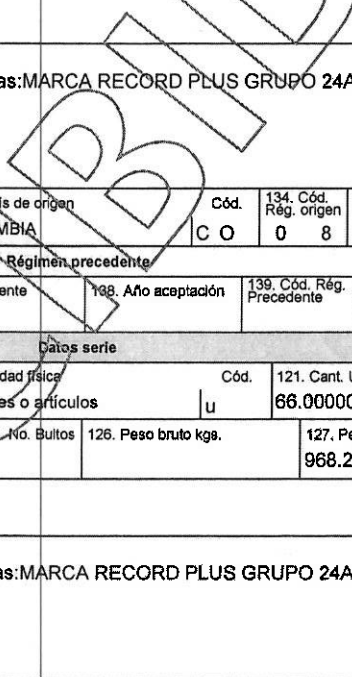 as:MARCA RECORD PLUS GRUPO 24A
ís de origen Cód. 134. Cód. Rég. origen
MBIA C O 0 8
Régimen precedente
ente 138. Año aceptación 139. Cód. Rég. Precedente
Datos serie
dad física Cód. 121. Cant. U
es o artículos u 66.00000
No. Bultos 126. Peso bruto kgs. 127. Pe
968.2
as:MARCA RECORD PLUS GRUPO 24A